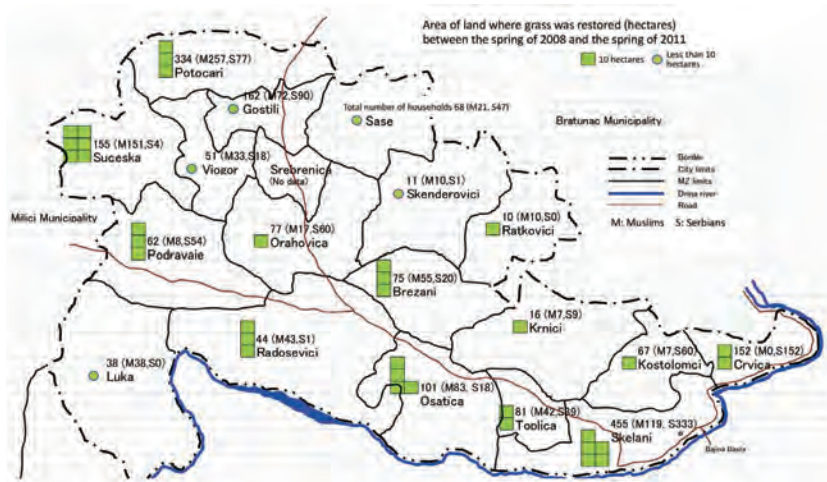 Area of land where grass was restored (hectares)
between the spring of 2008 and the spring of 2011
10 hectares
Less than 10
hectares
334 (M257,S77)
Potocari
162 (M72,S90)
Gostili
Total number of households 68 (M21, S47)
Sase
Bratunac Municipality
155 (M151,S4)
Suceska
51 (M33,S18)
Viozor
Srebrenica
(No data)
11 (M10,S1)
Skenderovici
Border
City limits
MZ limits
Drina river
Road
M: Muslims S: Serbians
Milici Municipality
62 (M8,S54)
Podravaie
77 (M17,S60)
Orahovica
10 (M10,S0)
Ratkovici
75 (M55,S20)
Brezani
16 (M7,S9)
Krnici
44 (M43,S1)
Radosevici
38 (M38,S0)
Luka
67 (M7,S60)
Kostolomci
152 (M0,S152)
Crvica
101 (M83, S18)
Osatica
81 (M42,S39)
Toolica
455 (M119, S333)
Skelani
Bajina Basta